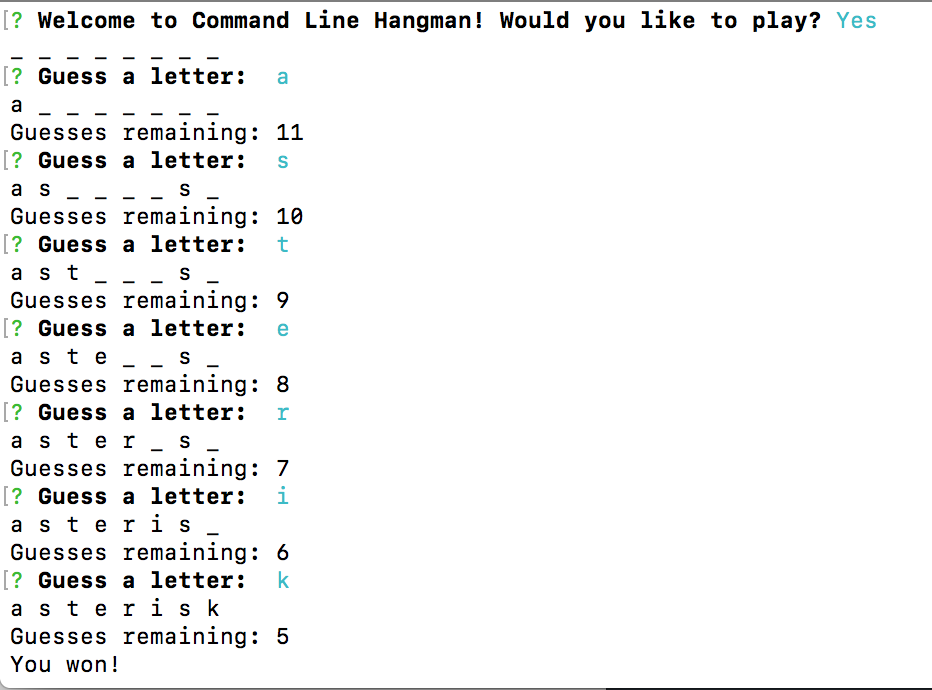 [? Welcome to Command Line Hangman! Would you like to play? Yes
_ _ _ _ _ _ _ _
[? Guess a letter:  a
a _ _ _ _ _ _ _
Guesses remaining: 11
[? Guess a letter:  s
a s _ _ _ _ s _
Guesses remaining: 10
[? Guess a letter:  t
a s t _ _ _ s _
Guesses remaining: 9
[? Guess a letter:  e
a s t e _ _ s _
Guesses remaining: 8
[? Guess a letter:  r
a s t e r _ s _
Guesses remaining: 7
[? Guess a letter:  i
a s t e r i s _
Guesses remaining: 6
[? Guess a letter:  k
a s t e r i s k
Guesses remaining: 5
You won!